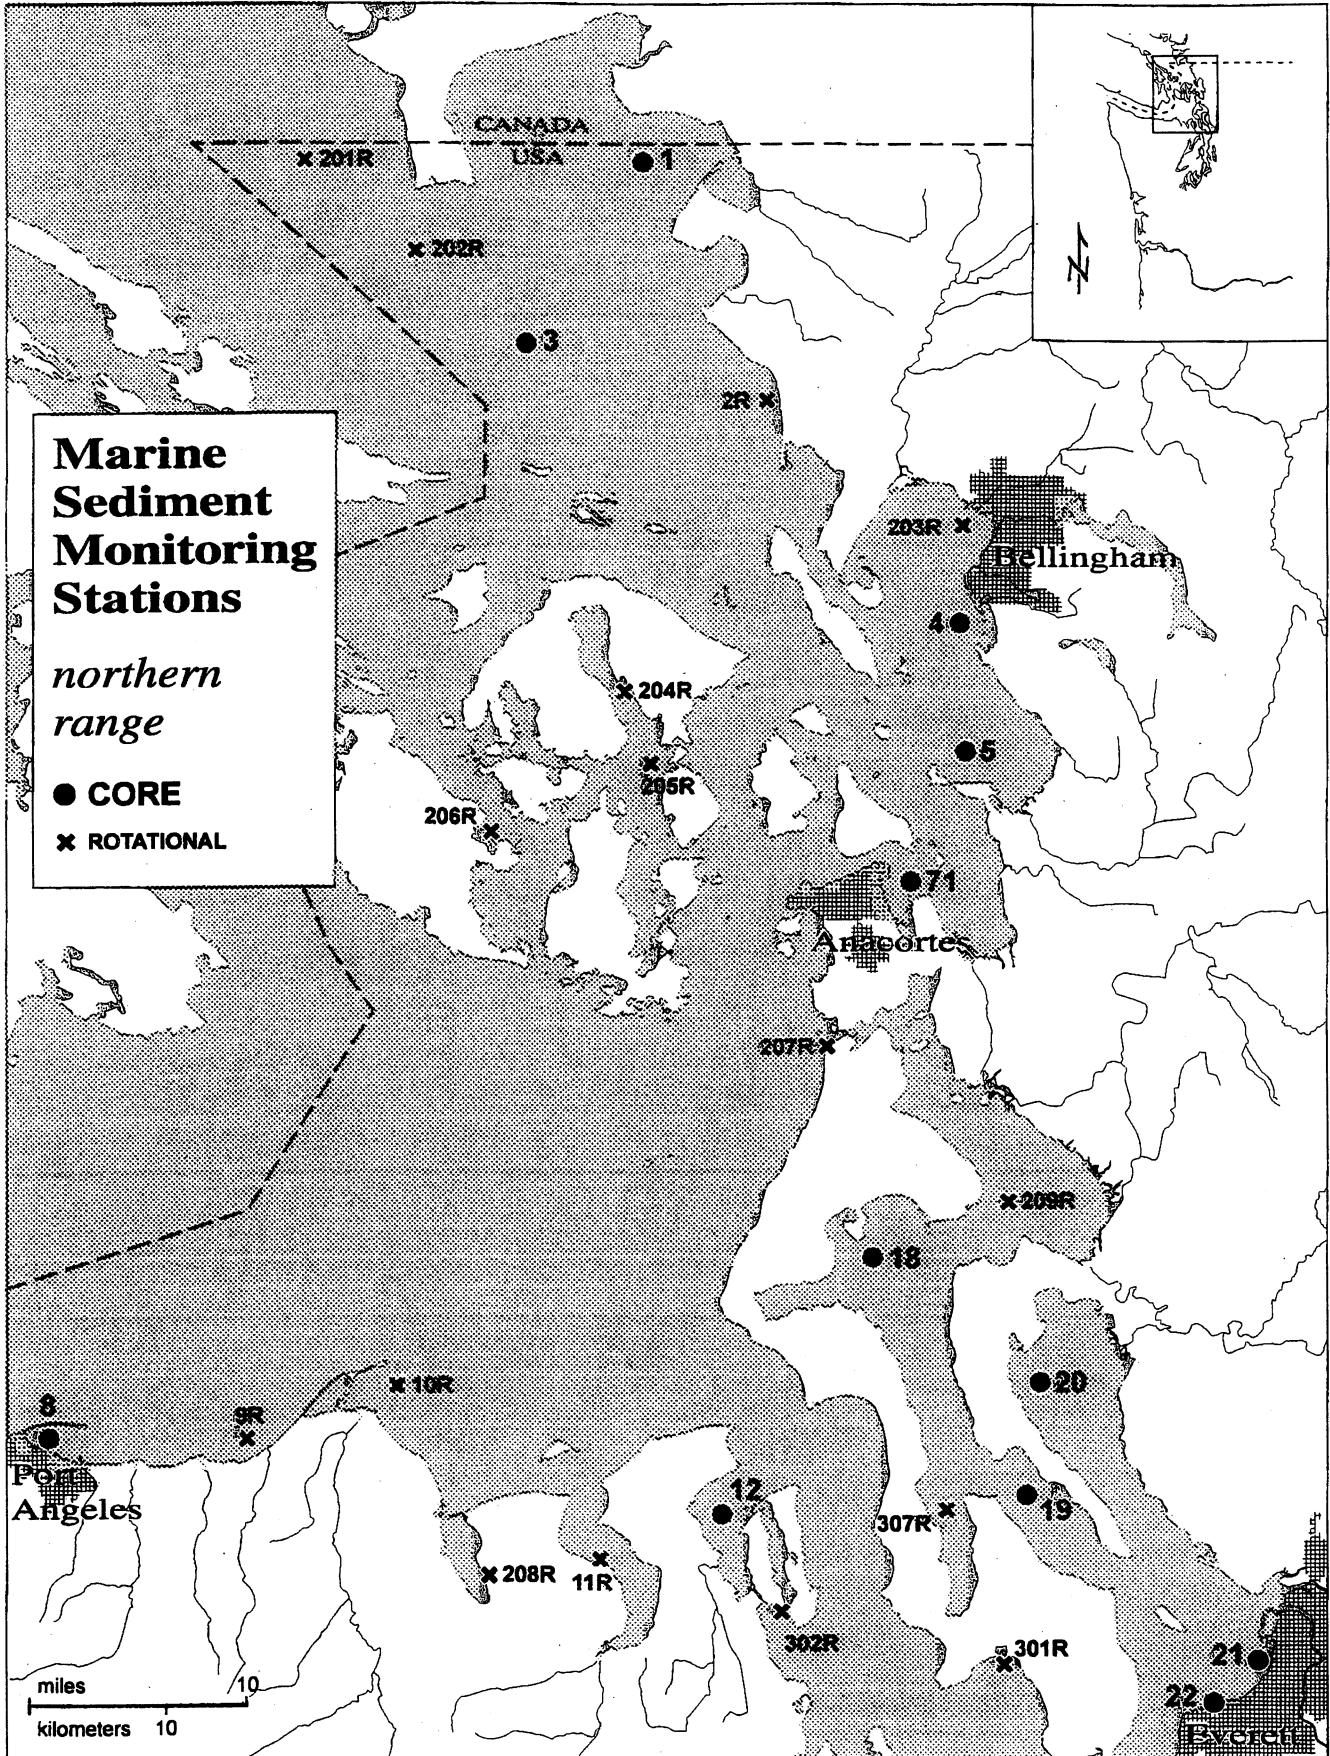 CANADA
USA
201R
1
202R
3
2R
Marine
Sediment
Monitoring
Stations
northern
range
CORE
ROTATIONAL
203R
Bellingham
4
204R
5
205R
206R
71
Anacortes
207R
209R
18
10R
20
8
9R
Port
Angeles
12
19
307R
208R
11R
302R
301R
21
22
Everett
miles 10
kilometers 10
N